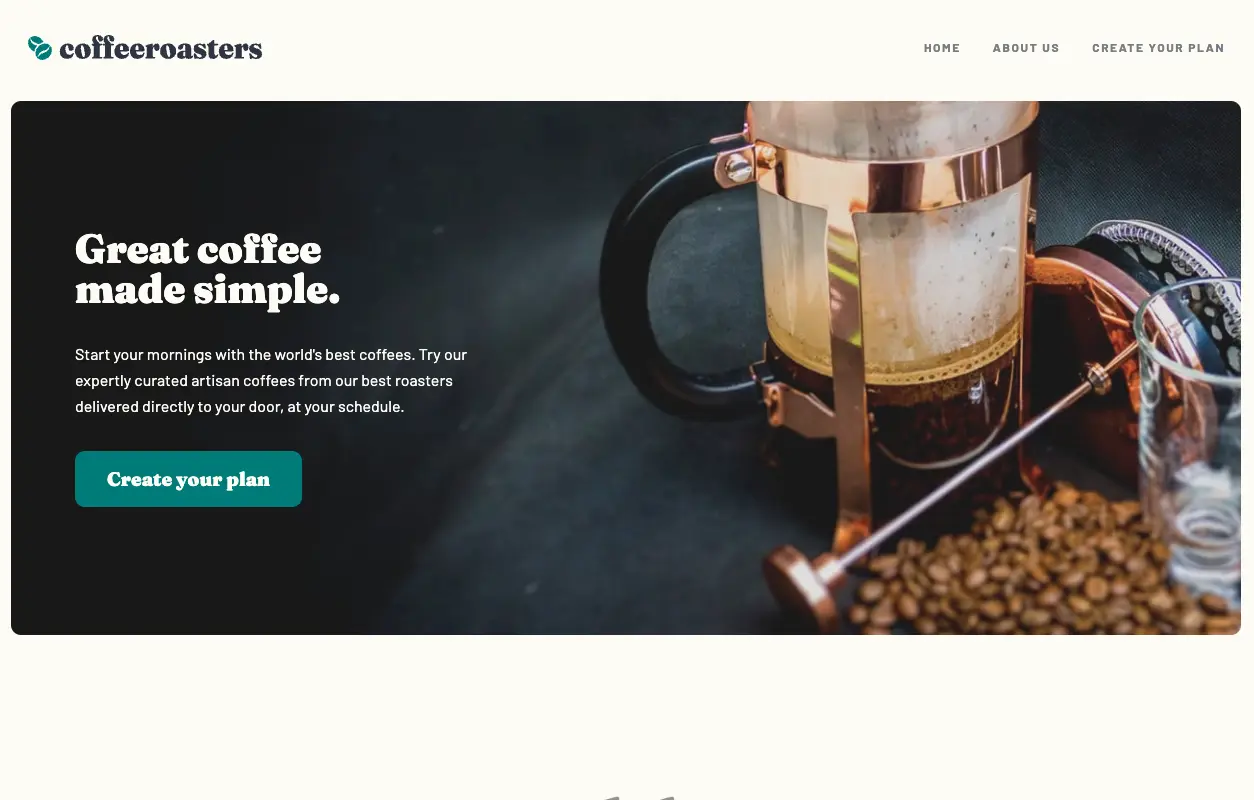 coffeeroasters
HOME
ABOUT US
CREATE YOUR PLAN
Great coffee
made simple.
Start your mornings with the world's best coffees. Try our
expertly curated artisan coffees from our best roasters
delivered directly to your door, at your schedule.
Create your plan